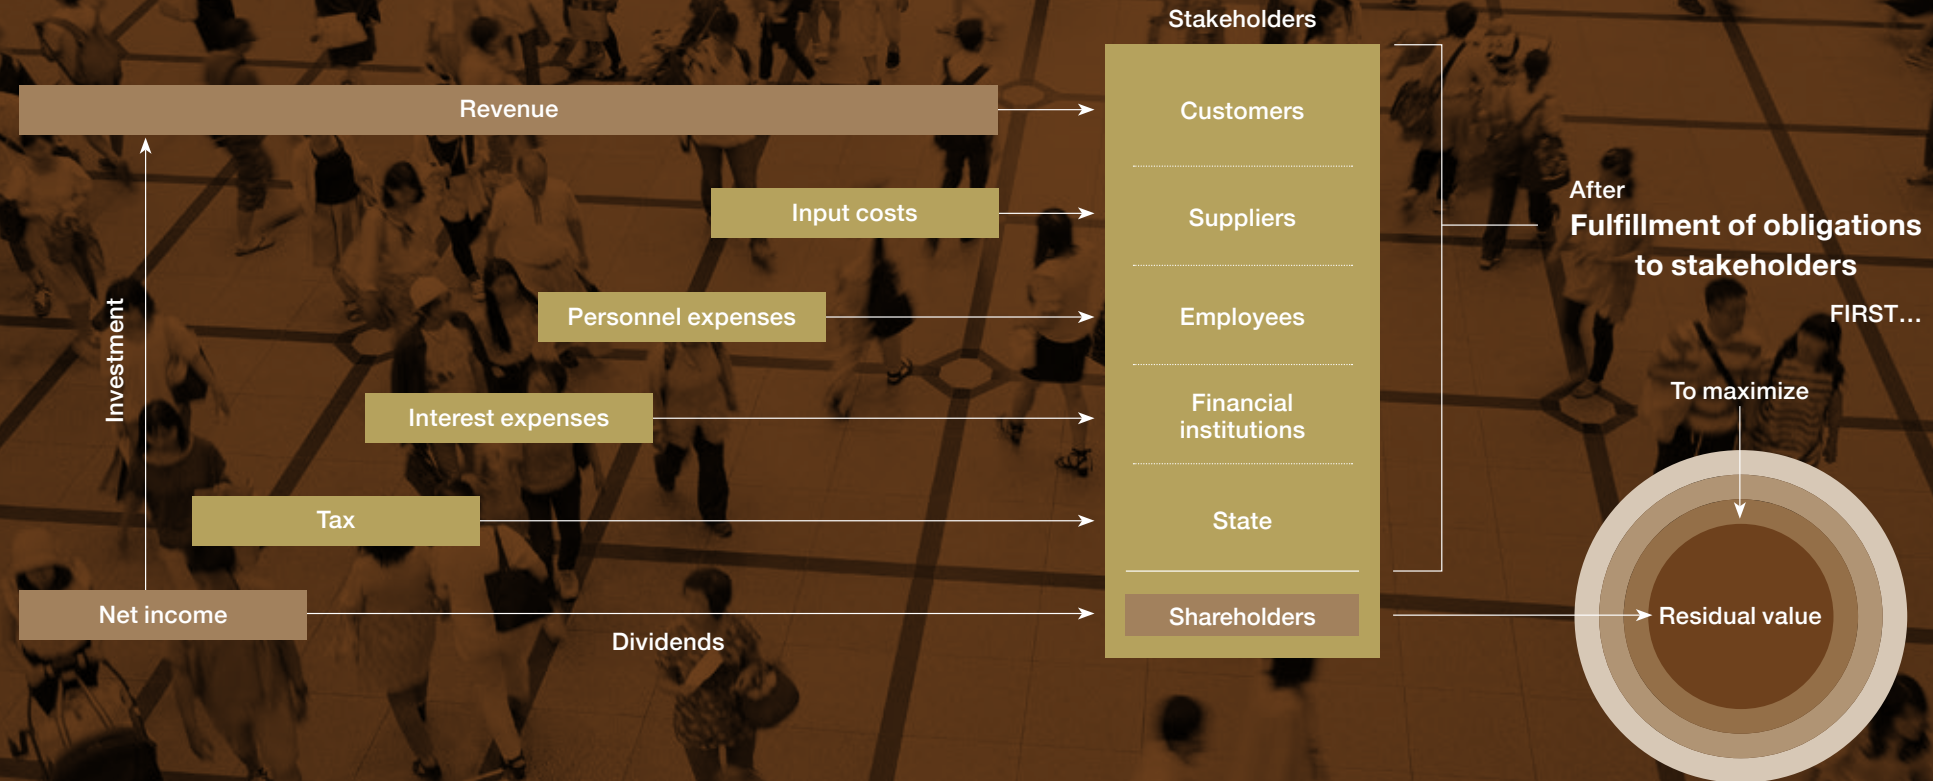 Stakeholders
Revenue
Customers
Input costs
Suppliers
Personnel expenses
Employees
Interest expenses
Financial
institutions
Tax
State
Net income
Shareholders
Investment
Dividends
After
Fulfillment of obligations
to stakeholders
FIRST...
To maximize
Residual value